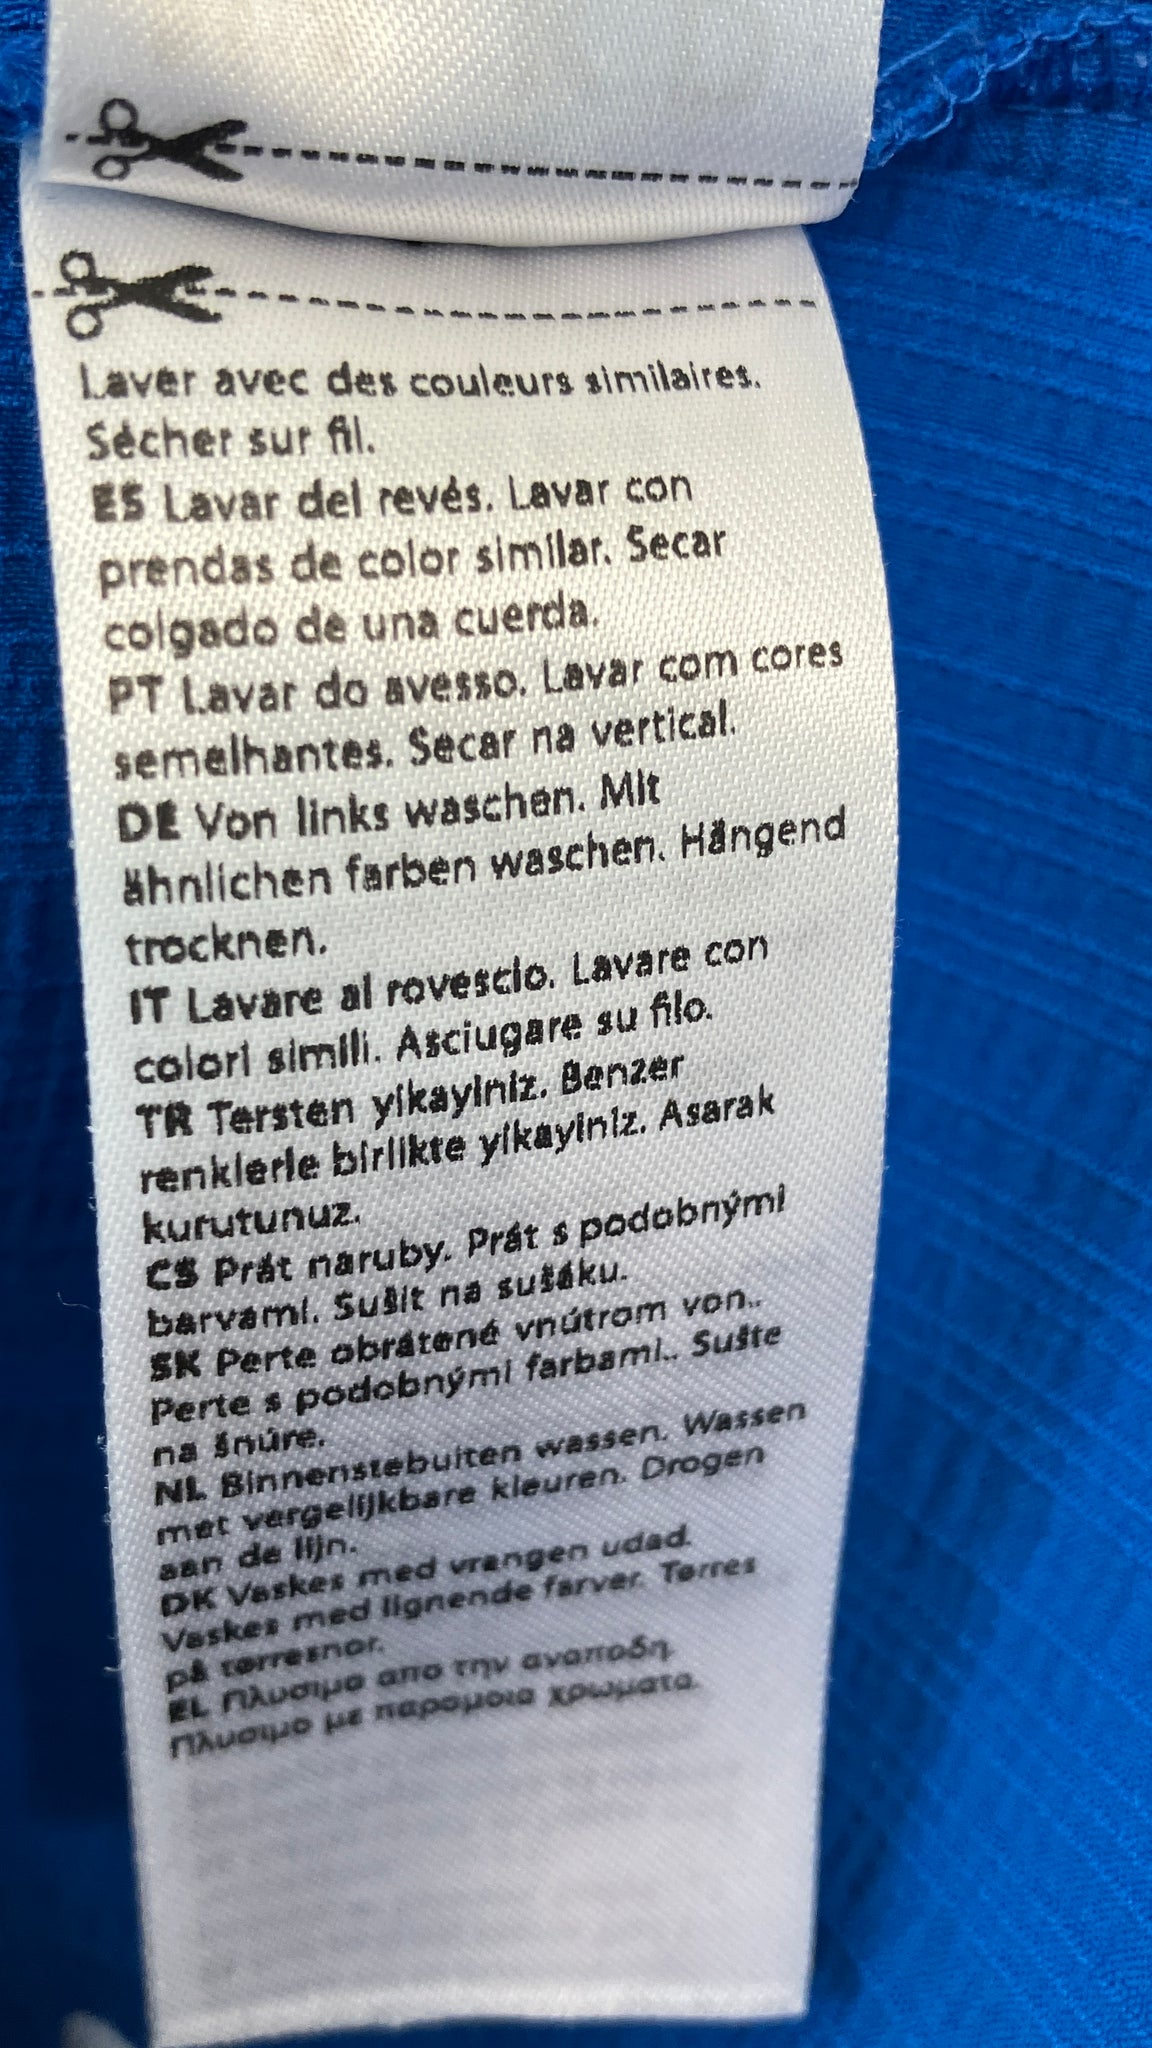 Laver avec des couleurs similaires.
Sécher sur fil.
ES Lavar del revés. Lavar con
prendas de color similar. Secar
colgado de una cuerda.
PT Lavar do avesso. Lavar com cores
semelhantes. Secar na vertical.
DE Von links waschen. Mit
ähnlichen farben waschen. Hängend
trocknen.
IT Lavare al rovescio. Lavare con
colori simili. Asciugare su filo.
TR Tersten yikayiniz. Benzer
renklerle birlikte yikayiniz. Asarak
kurutunuz.
CS Prát naruby. Prát s podobnými
barvami. Sušit na sušáku.
SK Perte obrátené vnútrom von..
Perte s podobnými farbami.. Sušte
na šnúre.
NL Binnenstebuiten wassen. Wassen
met vergelijkbare kleuren. Drogen
aan de lijn.
DK Vaskes med vrangen udad.
Vaskes med lignende farver. Tørres
på tørresnor.
EL Πλυσιμο απο την αναποδη.
Πλυσιμο με παρομοια χρωματα.